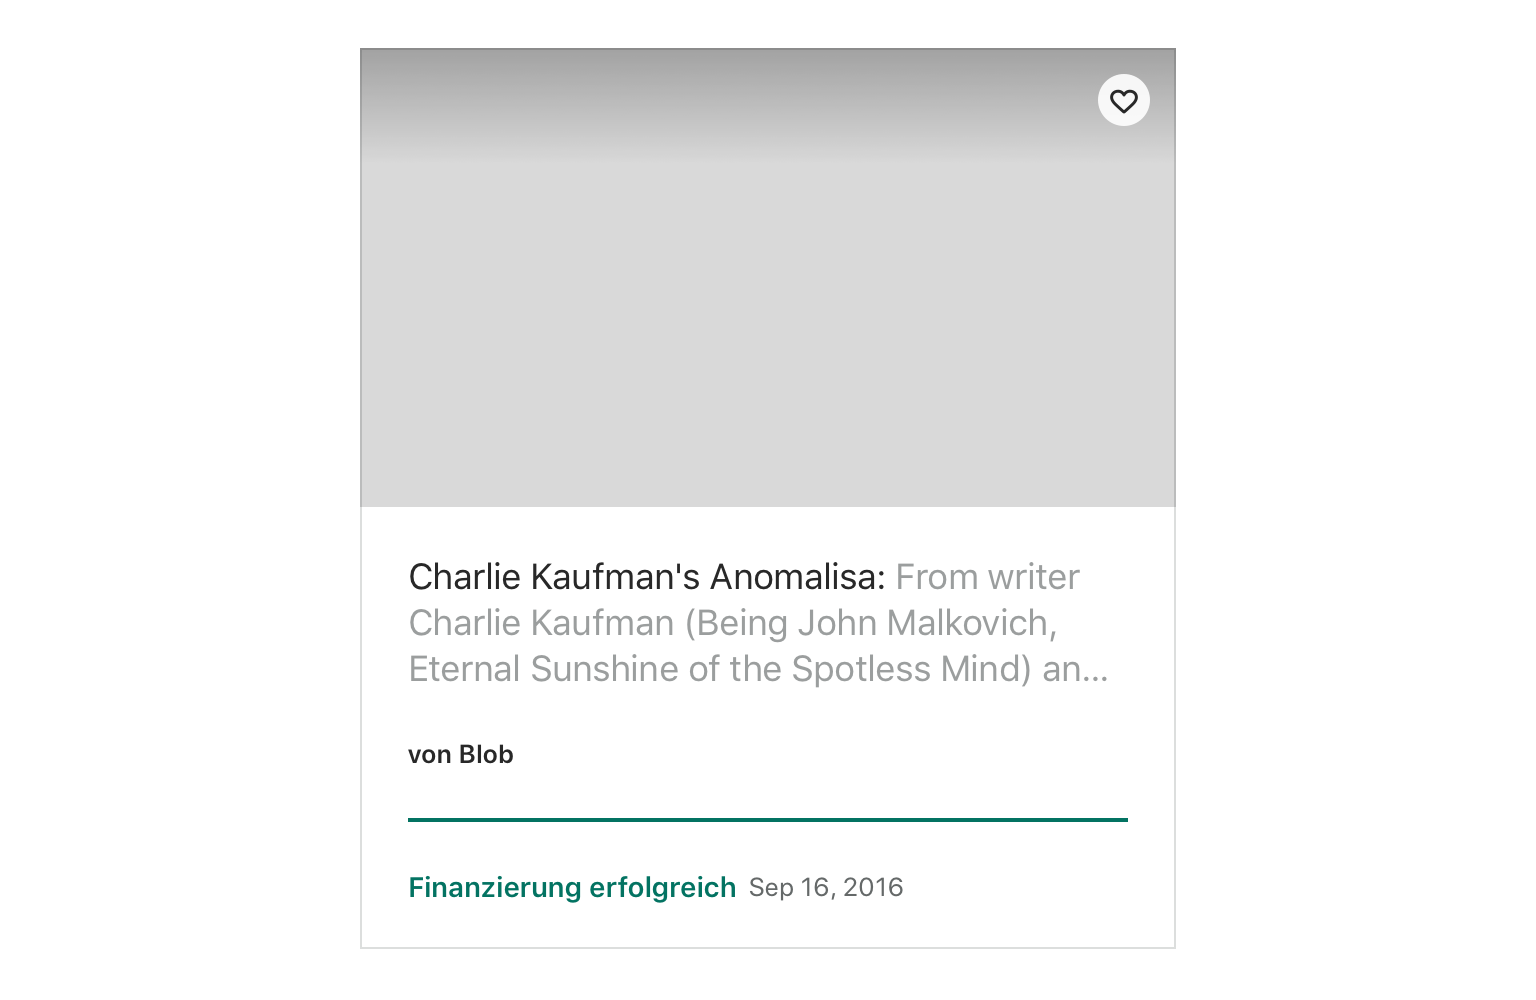 Charlie Kaufman's Anomalisa: From writer
Charlie Kaufman (Being John Malkovich,
Eternal Sunshine of the Spotless Mind) an...
von Blob
Finanzierung erfolgreich Sep 16, 2016